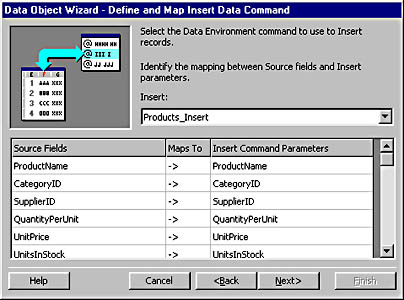 Data Object Wizard - Define and Map Insert Data Command
Select the Data Environment command to use to Insert
records.
Identify the mapping between Source fields and Insert
parameters.
Insert:
Products_Insert
Source Fields Maps To Insert Command Parameters
ProductName -> ProductName
CategoryID -> CategoryID
SupplierID -> SupplierID
QuantityPerUnit -> QuantityPerUnit
UnitPrice -> UnitPrice
UnitsInStock -> UnitsInStock
Help Cancel <Back Next> Finish